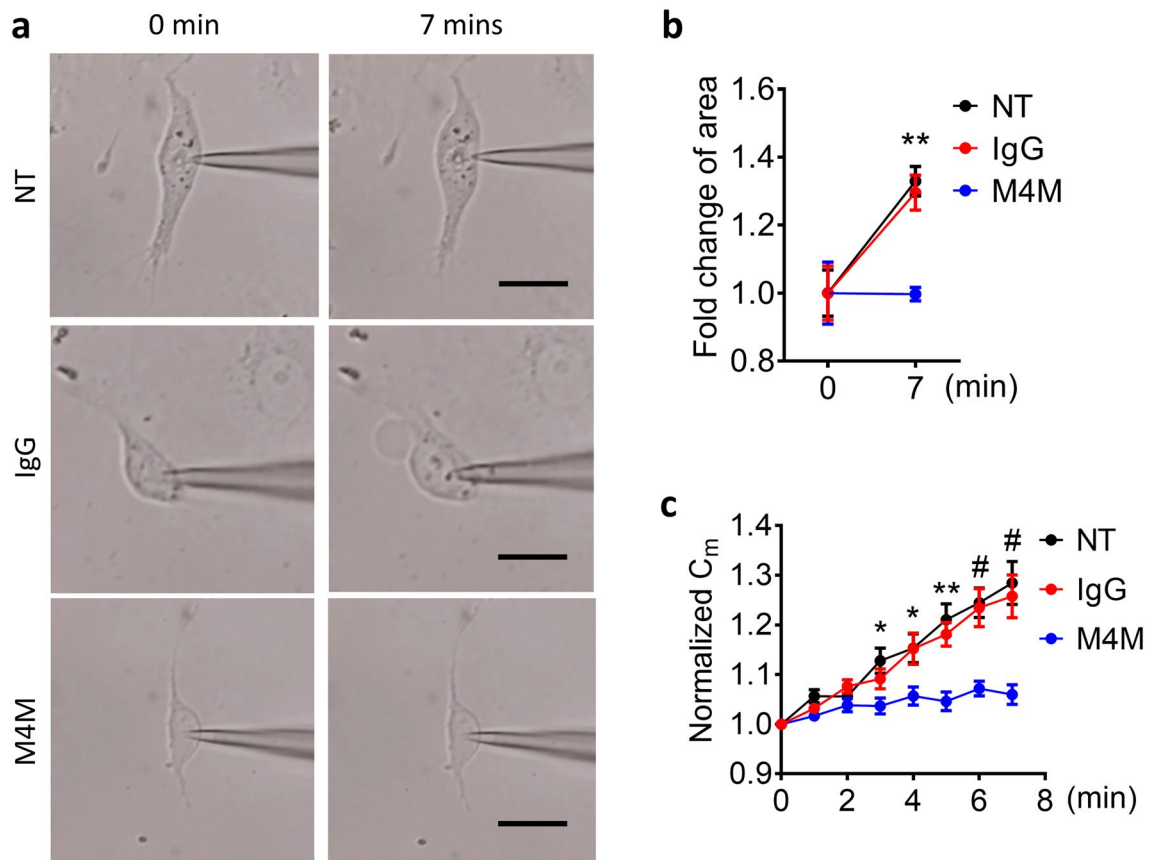 a
0 min 7 mins
NT
IgG
M4M
b
Fold change of area
1.6
1.4
1.2
1.0
0.8
0 7 (min)
**
NT
IgG
M4M
c
Normalized Cm
1.4
1.3
1.2
1.1
1.0
0.9
0 2 4 6 8 (min)
* * ** # #
NT
IgG
M4M